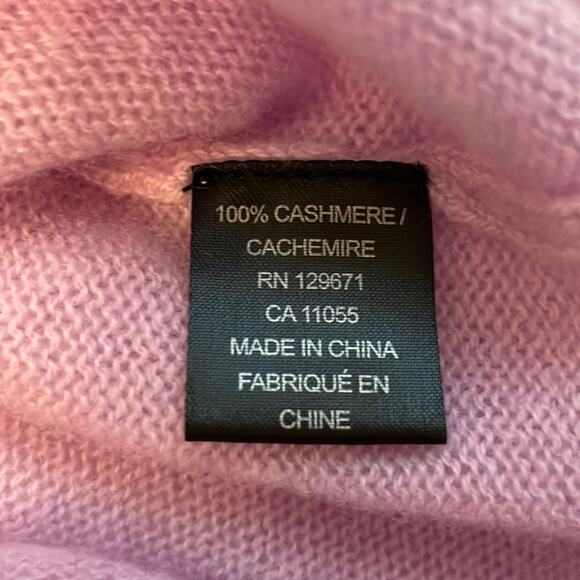 100% CASHMERE /
CACHEMIRE
RN 129671
CA 11055
MADE IN CHINA
FABRIQUÉ EN
CHINE